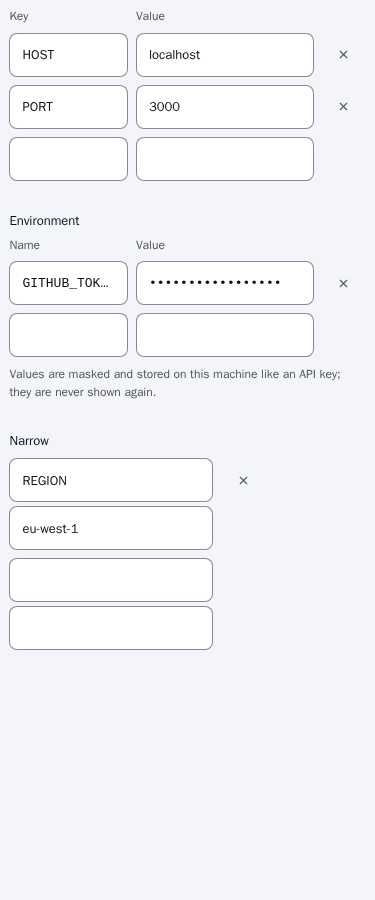 Key Value
HOST localhost ×
PORT 3000 ×
Environment
Name Value
GITHUB_TOK… ••••••••••••••••• ×
Values are masked and stored on this machine like an API key;
they are never shown again.
Narrow
REGION ×
eu-west-1